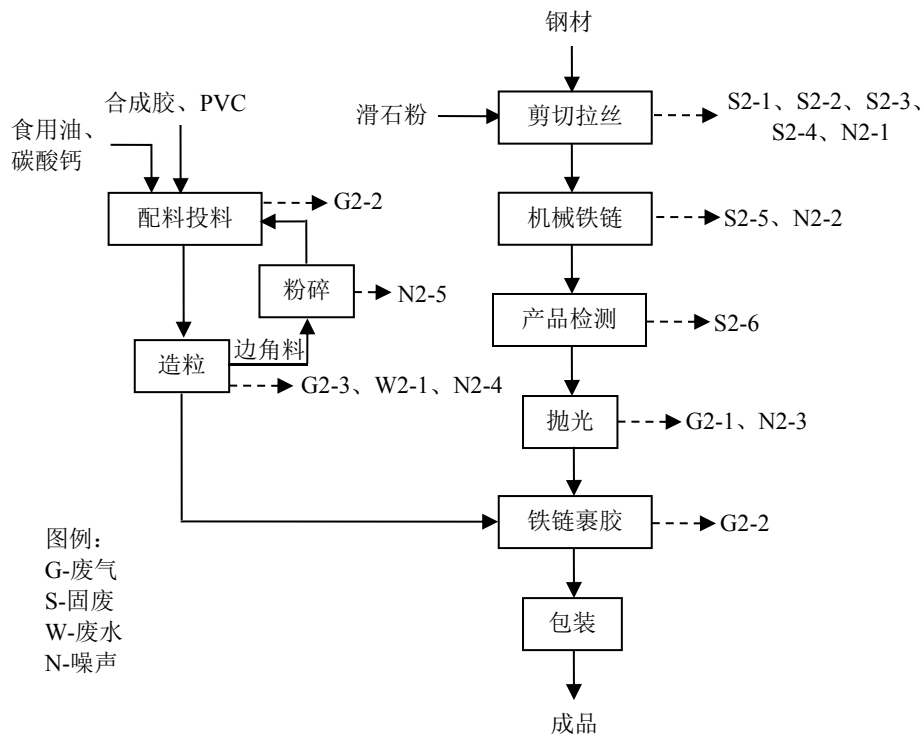 钢材
合成胶、PVC
食用油、
碳酸钙
滑石粉
剪切拉丝
S2-1、S2-2、S2-3、
S2-4、N2-1
配料投料
G2-2
机械铁链
S2-5、N2-2
粉碎
N2-5
产品检测
S2-6
造粒
边角料
G2-3、W2-1、N2-4
抛光
G2-1、N2-3
铁链裹胶
G2-2
图例：
G-废气
S-固废
W-废水
N-噪声
包装
成品